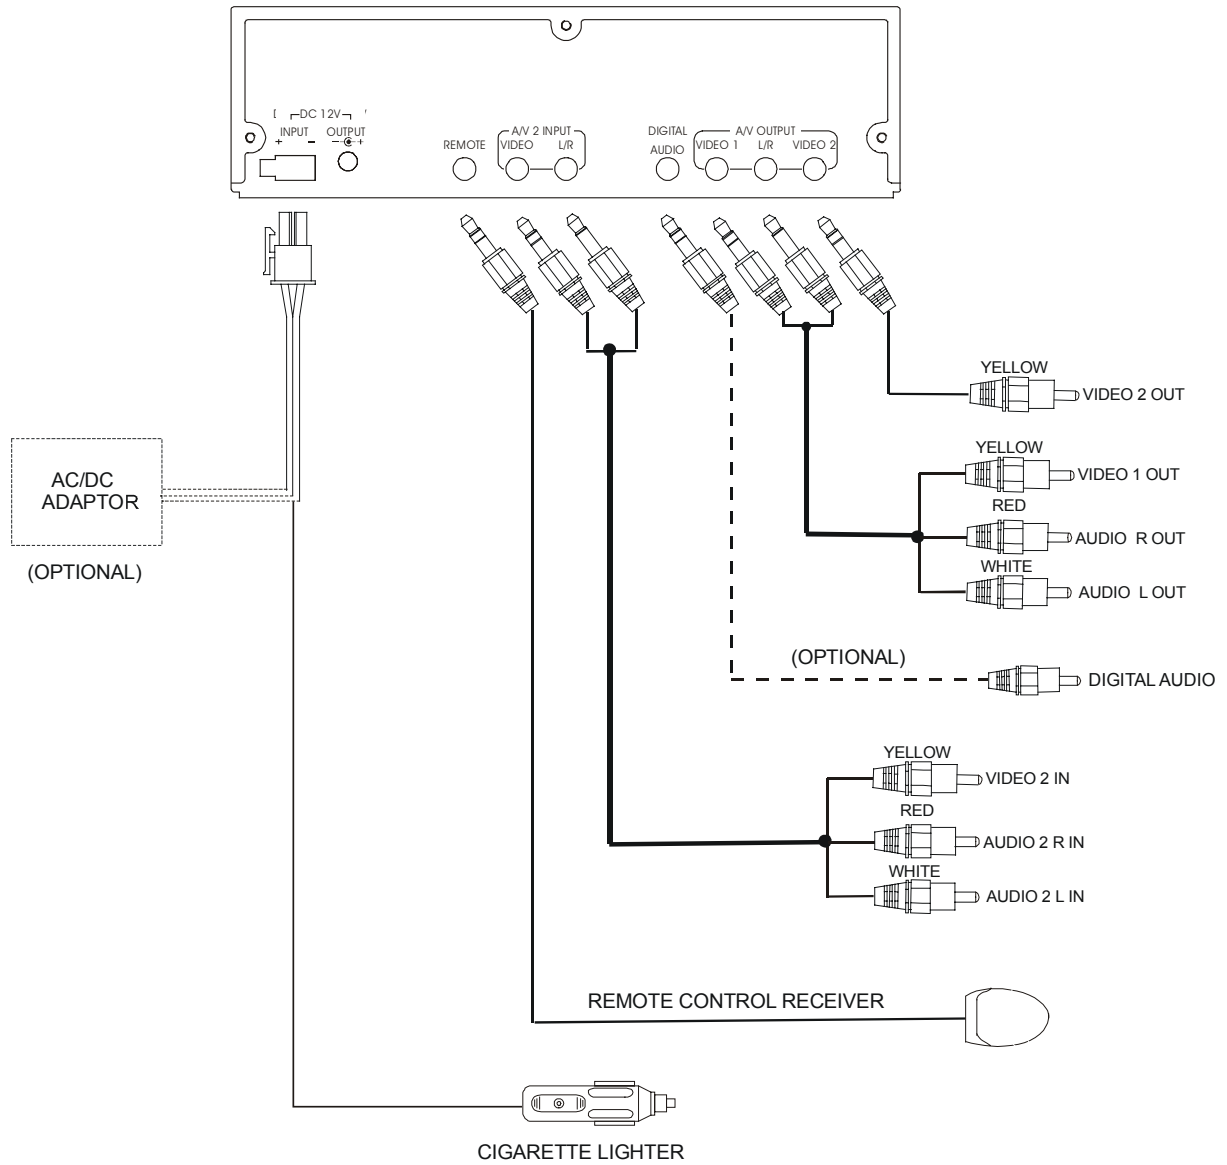 DC 12V
INPUT OUTPUT
+ - - +
REMOTE
A/V 2 INPUT
VIDEO L/R
DIGITAL
AUDIO
A/V OUTPUT
VIDEO 1 L/R VIDEO 2
YELLOW
VIDEO 2 OUT
YELLOW
VIDEO 1 OUT
RED
AUDIO R OUT
WHITE
AUDIO L OUT
AC/DC
ADAPTOR
(OPTIONAL)
(OPTIONAL)
DIGITAL AUDIO
YELLOW
VIDEO 2 IN
RED
AUDIO 2 R IN
WHITE
AUDIO 2 L IN
REMOTE CONTROL RECEIVER
CIGARETTE LIGHTER